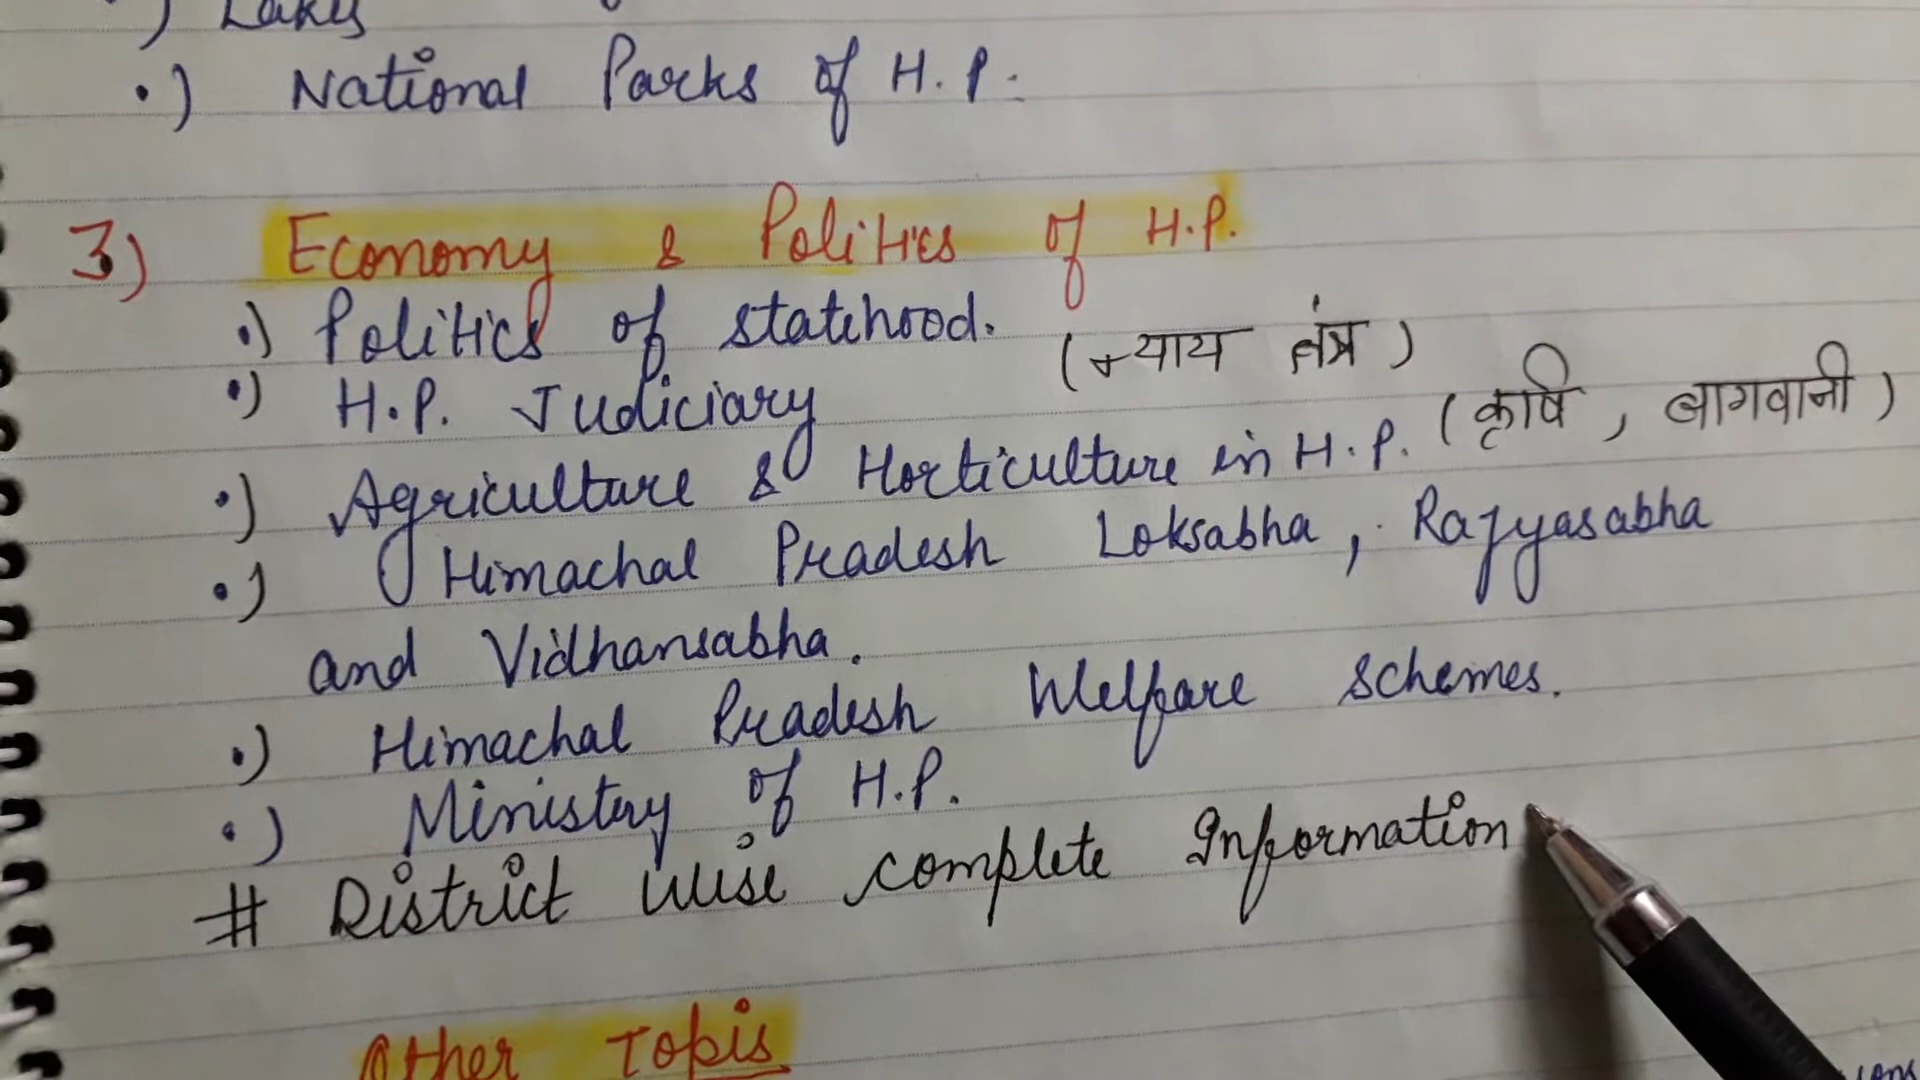 •) Lakes
•) National Parks of H.P.
3) Economy & Politics of H.P.
•) Politics of statehood.
•) H.P. Judiciary (न्याय तंत्र)
•) Agriculture & Horticulture in H.P. (कृषि, बागवानी)
•) Himachal Pradesh Loksabha, Rajyasabha
and Vidhansabha.
•) Himachal Pradesh Welfare schemes.
•) Ministry of H.P.
# District wise complete Information
Other Topis